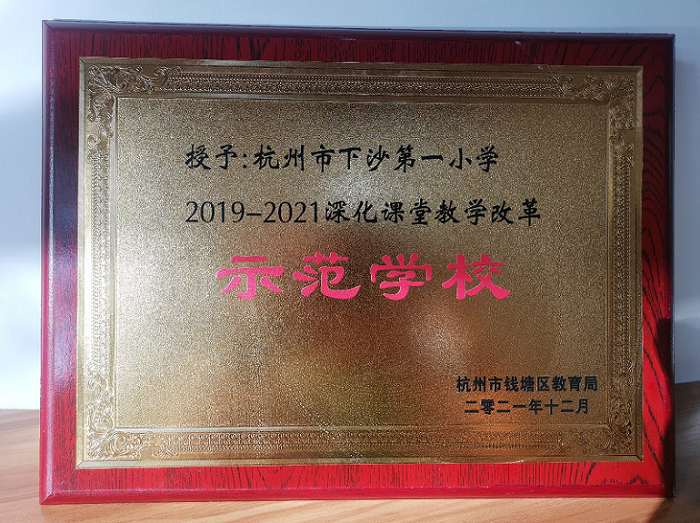 授予:杭州市下沙第一小学
2019-2021深化课堂教学改革
示范学校
杭州市钱塘区教育局
二零二一年十二月